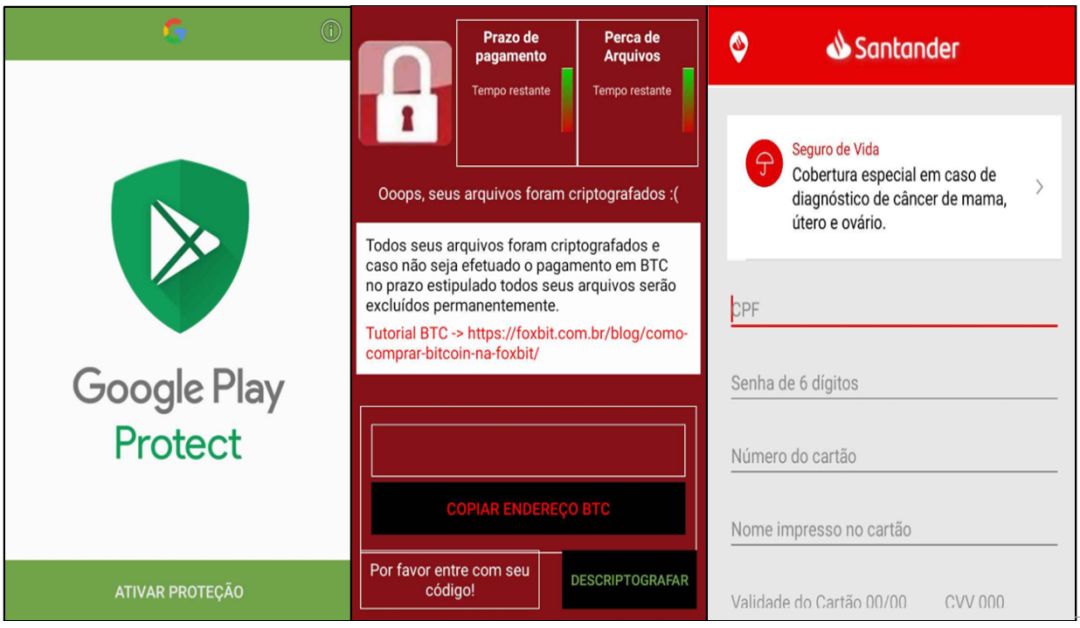 Google Play
Protect
ATIVAR PROTEÇÃO
Prazo de
pagamento
Tempo restante
Perca de
Arquivos
Tempo restante
Ooops, seus arquivos foram criptografados :(
Todos seus arquivos foram criptografados e
caso não seja efetuado o pagamento em BTC
no prazo estipulado todos seus arquivos serão
excluídos permanentemente.
Tutorial BTC -> https://foxbit.com.br/blog/como-
comprar-bitcoin-na-foxbit/
COPIAR ENDEREÇO BTC
Por favor entre com seu
código!
DESCRIPTOGRAFAR
Santander
Seguro de Vida
Cobertura especial em caso de
diagnóstico de câncer de mama,
útero e ovário.
CPF
Senha de 6 dígitos
Número do cartão
Nome impresso no cartão
Validade do Cartão 00/00 CVV 000